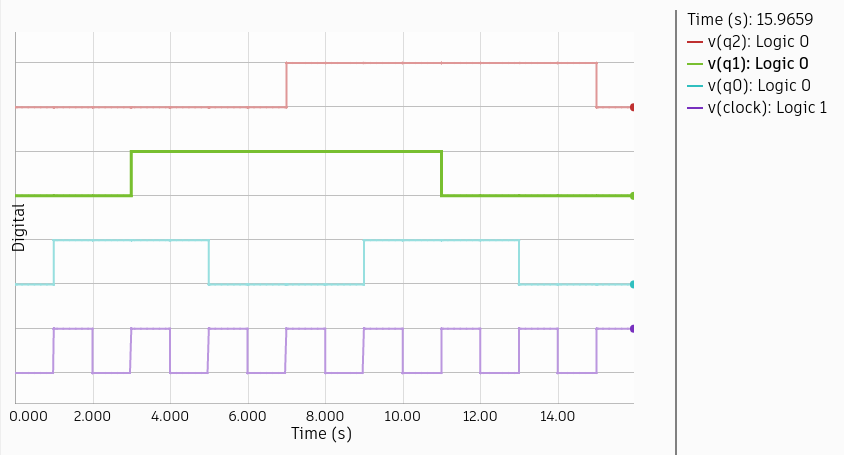 Digital
0.000 2.000 4.000 6.000 8.000 10.00 12.00 14.00
Time (s)
Time (s): 15.9659
v(q2): Logic 0
v(q1): Logic 0
v(q0): Logic 0
v(clock): Logic 1